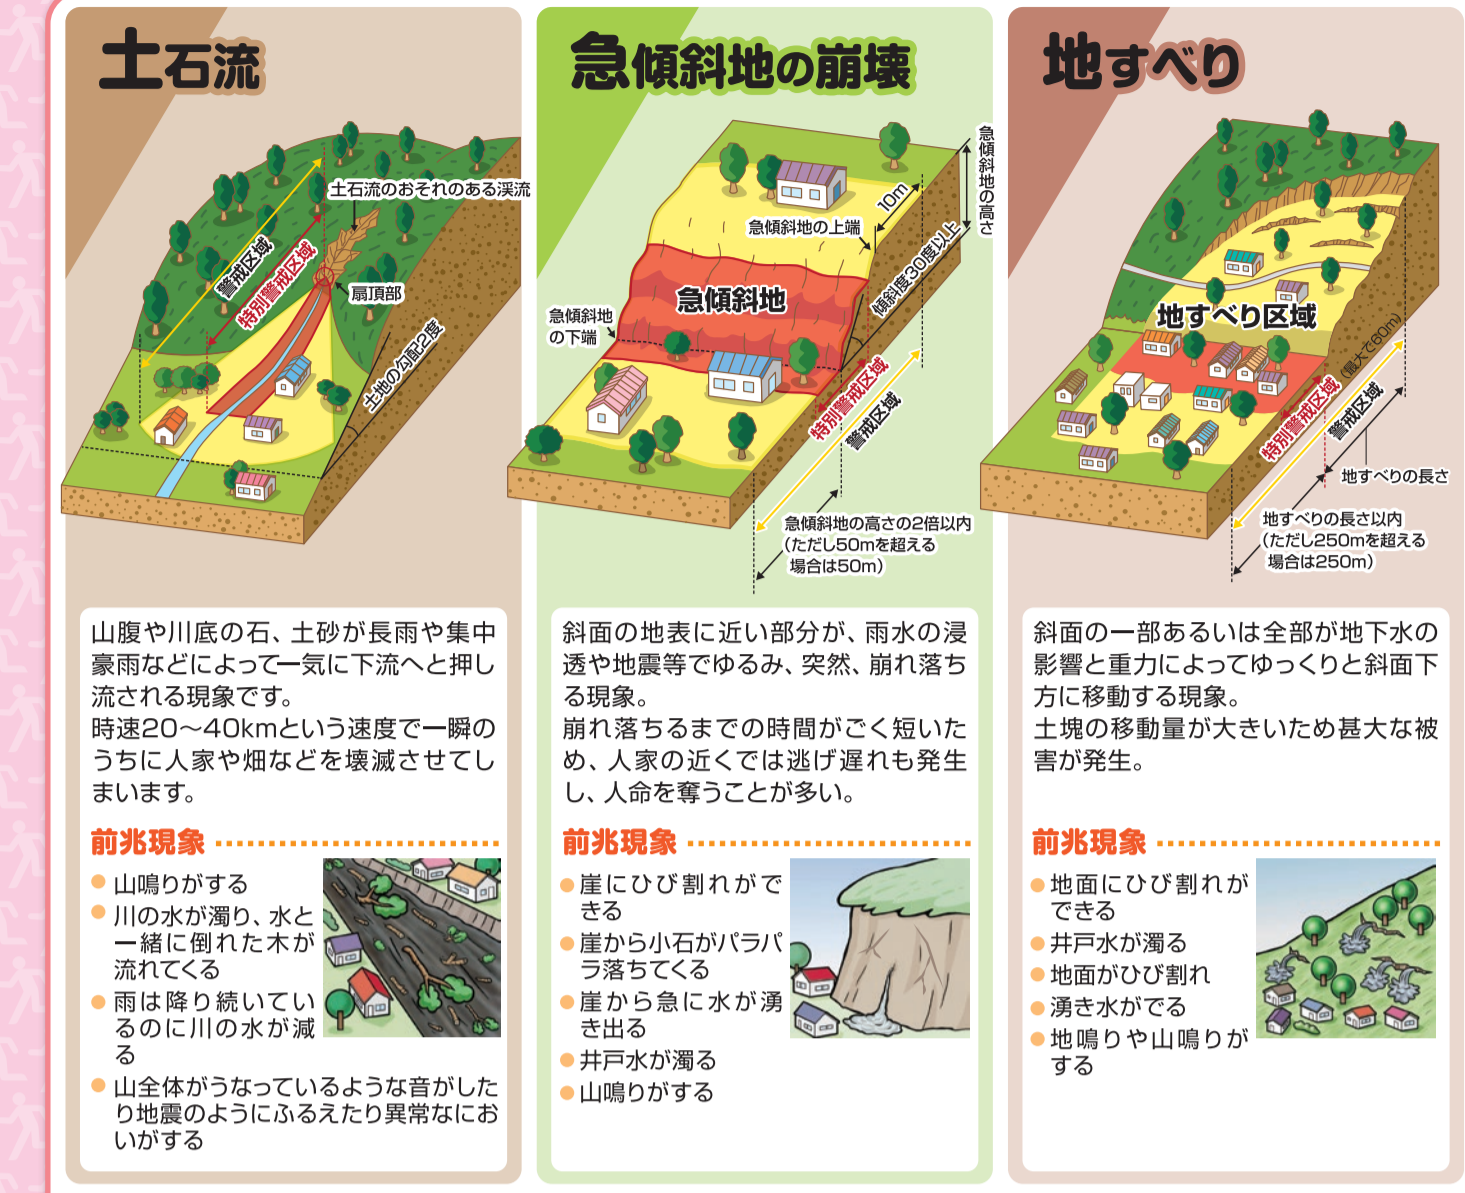 土石流
土石流のおそれのある渓流
警戒区域
特別警戒区域
扇頂部
土地の勾配2度
山腹や川底の石、土砂が長雨や集中
豪雨などによって一気に下流へと押し
流される現象です。
時速20〜40kmという速度で一瞬の
うちに人家や畑などを壊滅させてし
まいます。
前兆現象
山鳴りがする
川の水が濁り、水と
一緒に倒れた木が
流れてくる
雨は降り続いてい
るのに川の水が減
る
山全体がうなっているような音がした
り地震のようにふるえたり異常なにお
いがする
急傾斜地の崩壊
急傾斜地の高さ
10m
急傾斜地の上端
傾斜度30度以上
急傾斜地
急傾斜地
の下端
特別警戒区域
警戒区域
急傾斜地の高さの2倍以内
（ただし50mを超える
場合は50m）
斜面の地表に近い部分が、雨水の浸
透や地震等でゆるみ、突然、崩れ落ち
る現象。
崩れ落ちるまでの時間がごく短いた
め、人家の近くでは逃げ遅れも発生
し、人命を奪うことが多い。
前兆現象
崖にひび割れがで
きる
崖から小石がパラパ
ラ落ちてくる
崖から急に水が湧
き出る
井戸水が濁る
山鳴りがする
地すべり
地すべり区域
（最大で60m）
特別警戒区域
警戒区域
地すべりの長さ
地すべりの長さ以内
（ただし250mを超える
場合は250m）
斜面の一部あるいは全部が地下水の
影響と重力によってゆっくりと斜面下
方に移動する現象。
土塊の移動量が大きいため甚大な被
害が発生。
前兆現象
地面にひび割れが
できる
井戸水が濁る
地面がひび割れ
湧き水がでる
地鳴りや山鳴りが
する